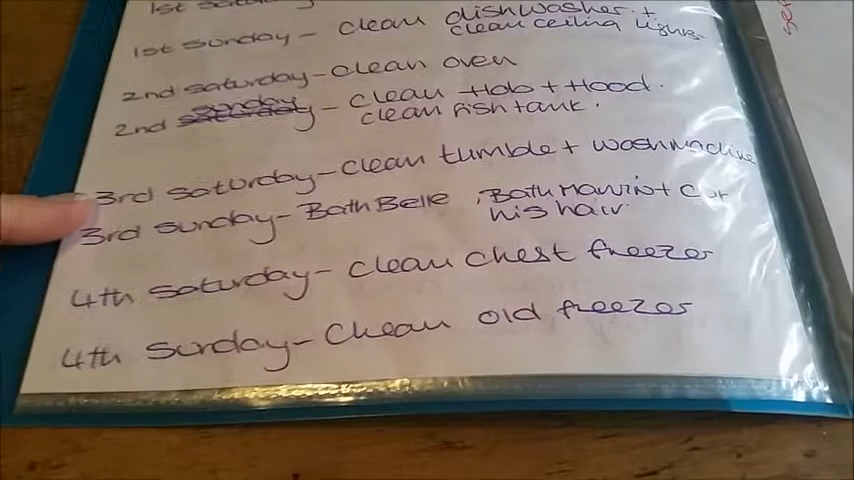 1st
1st Sunday - clean dishwasher. +
clean ceiling lights.
2nd Saturday - clean oven
Sunday
2nd Saturday - clean Hob + Hood.
clean fish tank.
3rd Saturday - clean tumble + washmachine
3rd Sunday - Bath Belle, Bath
+ cut
his hair.
4th Saturday - clean chest freezer
4th Sunday - Clean old freezer